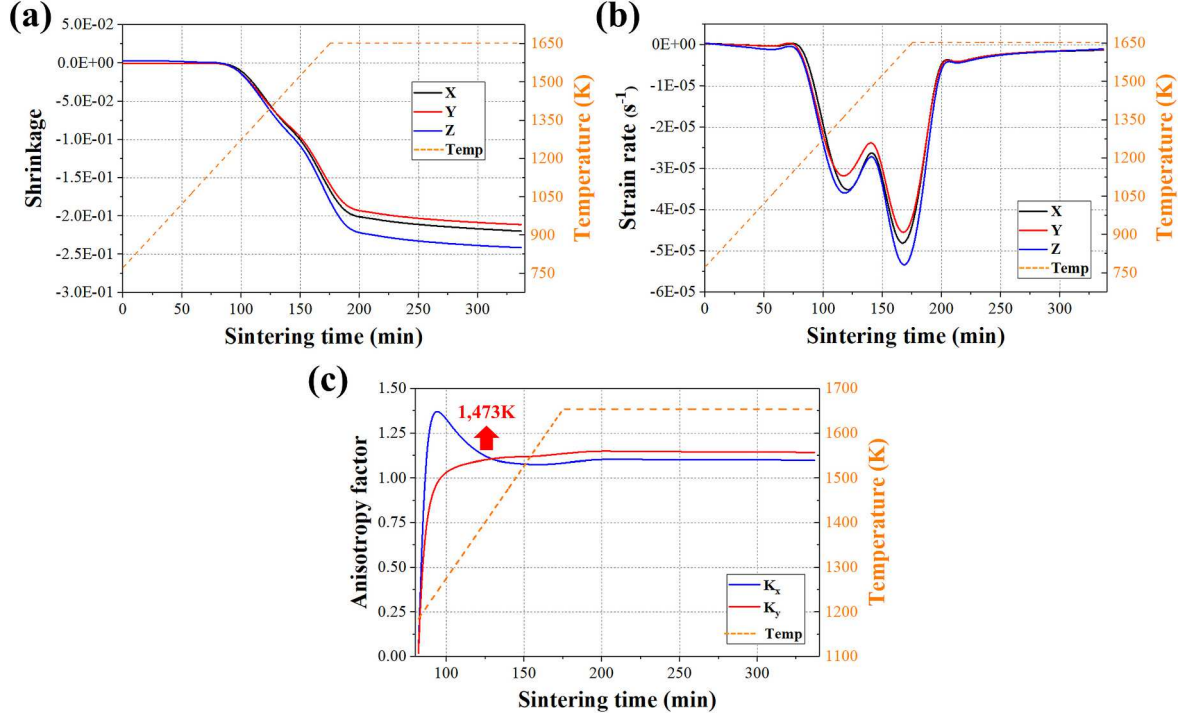 (a)
5.0E-02
0.0E+00
-5.0E-02
-1.0E-01
-1.5E-01
-2.0E-01
-2.5E-01
-3.0E-01
Shrinkage
X
Y
Z
Temp
1650
1500
1350
1200
1050
900
750
Temperature (K)
0 50 100 150 200 250 300
Sintering time (min)
(b)
0E+00
-1E-05
-2E-05
-3E-05
-4E-05
-5E-05
-6E-05
Strain rate (s-1)
X
Y
Z
Temp
1650
1500
1350
1200
1050
900
750
Temperature (K)
0 50 100 150 200 250 300
Sintering time (min)
(c)
1.50
1.25
1.00
0.75
0.50
0.25
0.00
Anisotropy factor
1,473K
Kx
Ky
Temp
1700
1600
1500
1400
1300
1200
1100
Temperature (K)
100 150 200 250 300
Sintering time (min)